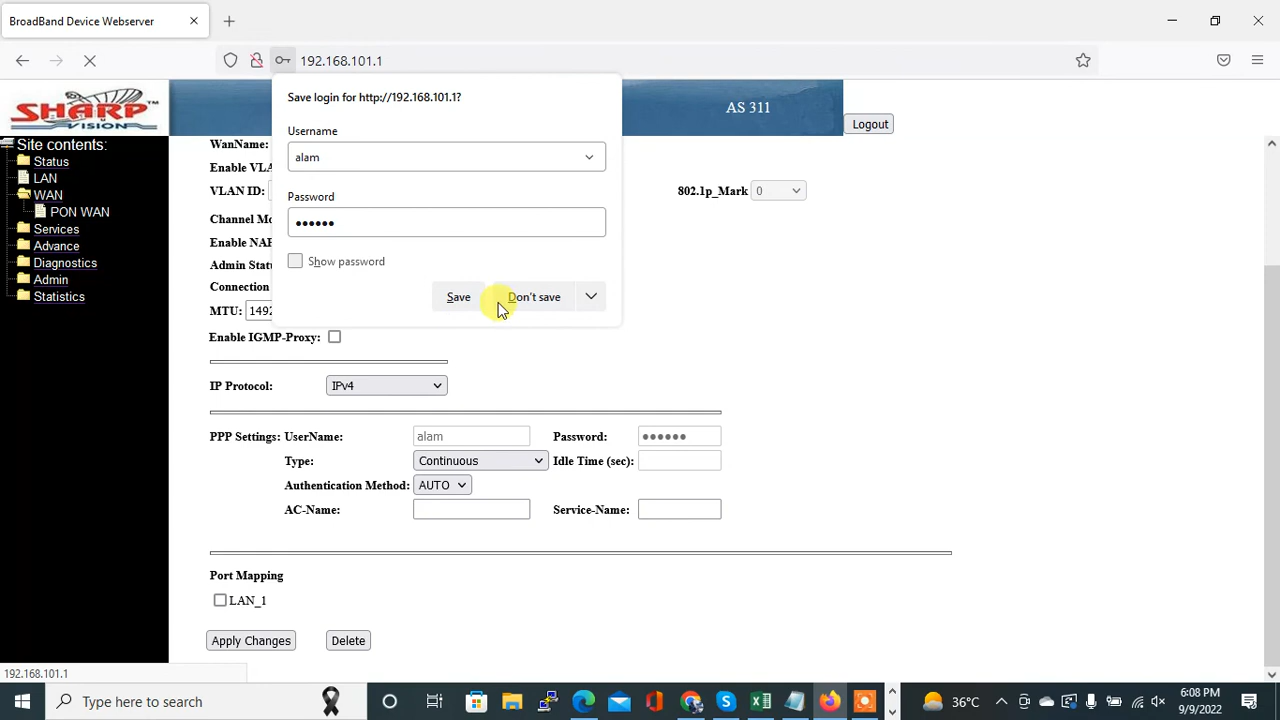 BroadBand Device Webserver
192.168.101.1
SHARP
VISION
AS 311
Logout
Site contents:
Status
LAN
WAN
PON WAN
Services
Advance
Diagnostics
Admin
Statistics
Save login for http://192.168.101.1?
Username
alam
Password
●●●●●●
Show password
Save
Don't save
WanName:
Enable VLA
VLAN ID:
802.1p_Mark 0
Channel Mo
Enable NAP
Admin Statu
Connection
MTU: 1492
Enable IGMP-Proxy:
IP Protocol: IPv4
PPP Settings: UserName: alam Password: ●●●●●●
Type: Continuous Idle Time (sec):
Authentication Method: AUTO
AC-Name: Service-Name:
Port Mapping
LAN_1
Apply Changes Delete
192.168.101.1
Type here to search
36°C
6:08 PM
9/9/2022